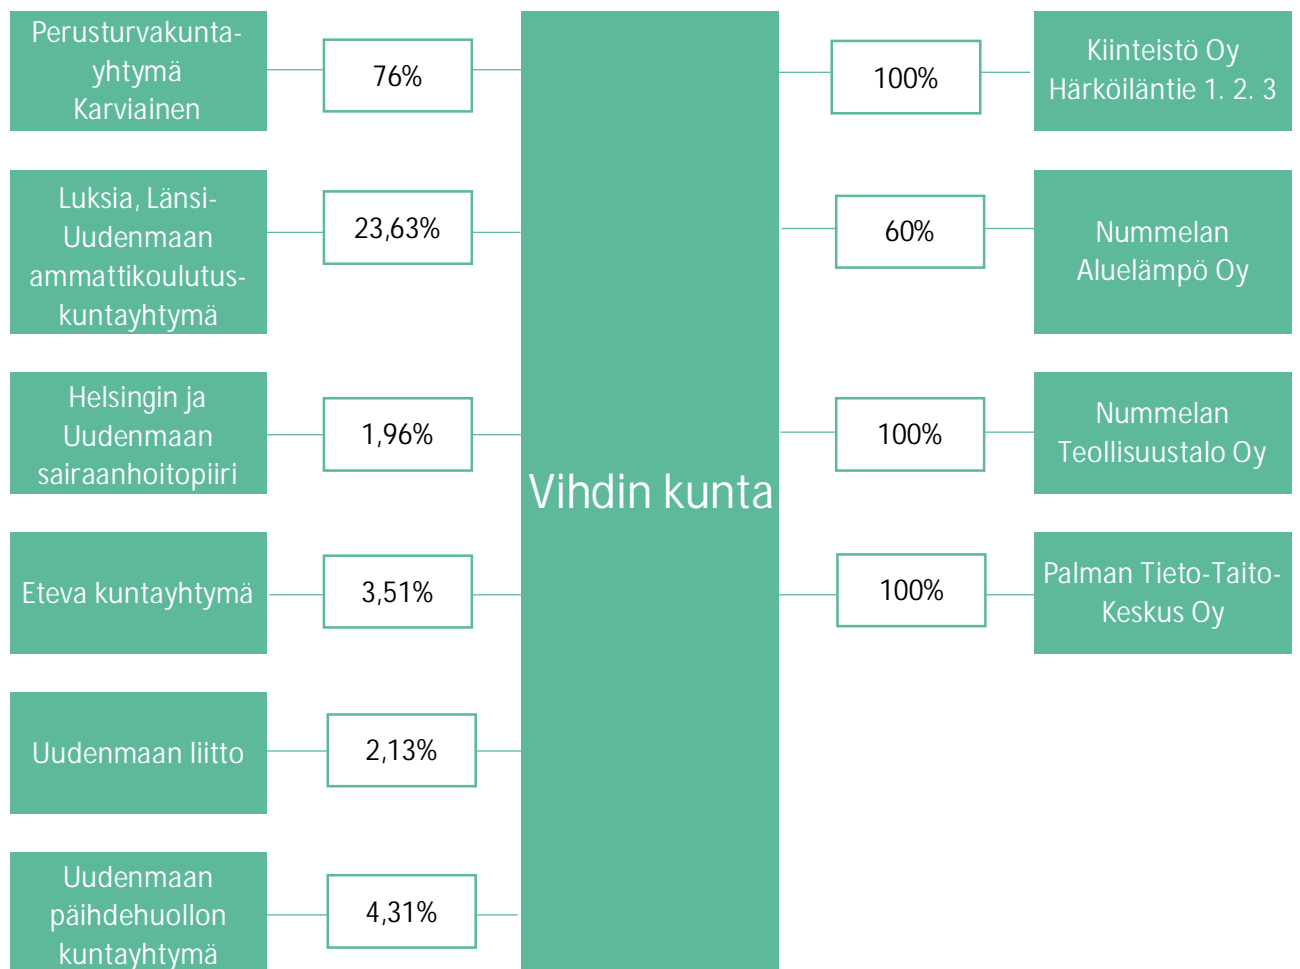 Perusturvakunta-
yhtymä
Karviainen
76%
Luksia, Länsi-
Uudenmaan
ammattikoulutus-
kuntayhtymä
23,63%
Helsingin ja
Uudenmaan
sairaanhoitopiiri
1,96%
Eteva kuntayhtymä
3,51%
Uudenmaan liitto
2,13%
Uudenmaan
päihdehuollon
kuntayhtymä
4,31%
Vihdin kunta
100%
Kiinteistö Oy
Härköiläntie 1. 2. 3
60%
Nummelan
Aluelämpö Oy
100%
Nummelan
Teollisuustalo Oy
100%
Palman Tieto-Taito-
Keskus Oy